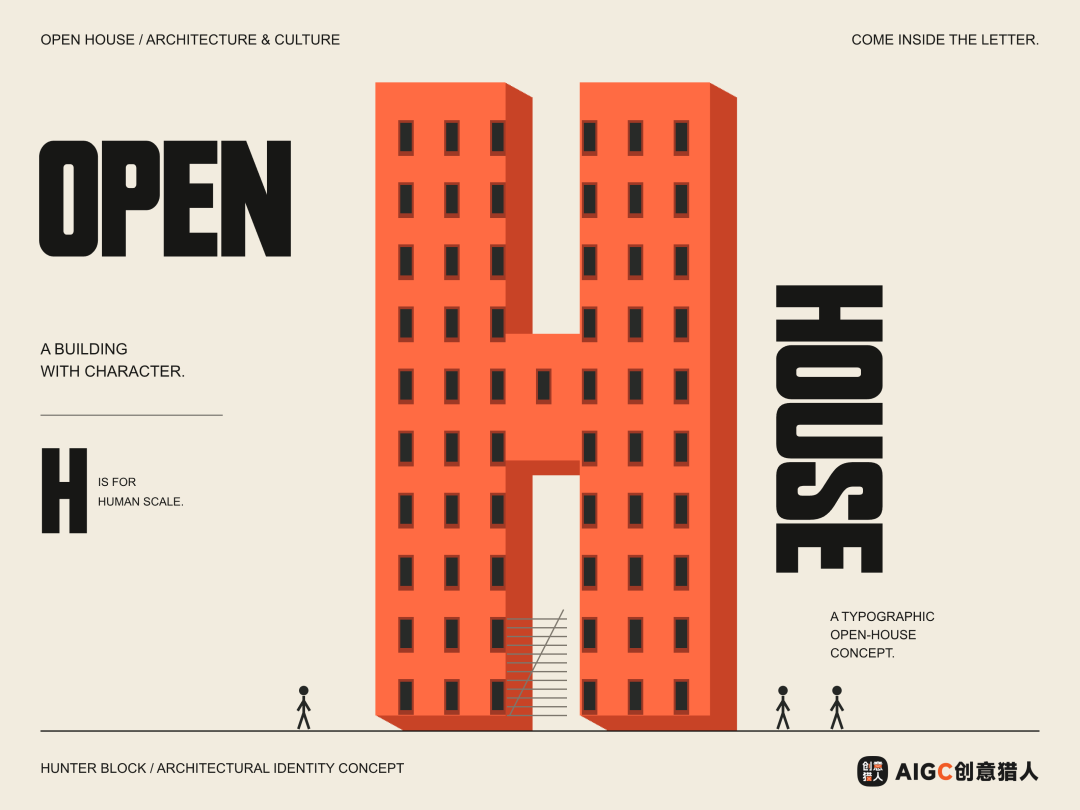 OPEN HOUSE / ARCHITECTURE & CULTURE
COME INSIDE THE LETTER.
OPEN
HOUSE
A BUILDING
WITH CHARACTER.
H
IS FOR
HUMAN SCALE.
A TYPOGRAPHIC
OPEN-HOUSE
CONCEPT.
HUNTER BLOCK / ARCHITECTURAL IDENTITY CONCEPT
创意
猎人
AIGC创意猎人